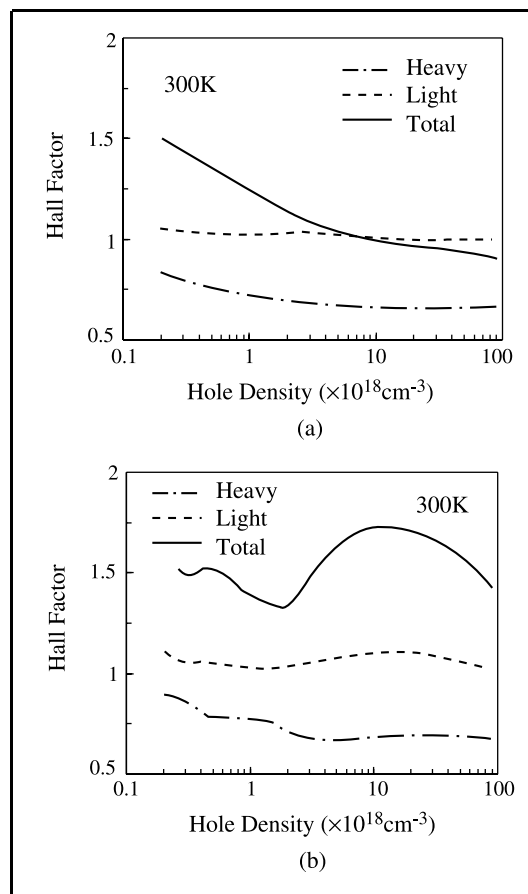 2
Heavy
300K
Light
Total
1.5
Hall Factor
1
0.5
0.1 1 10 100
Hole Density (×10¹⁸cm⁻³)
(a)
2
Heavy
300K
Light
Total
1.5
Hall Factor
1
0.5
0.1 1 10 100
Hole Density (×10¹⁸cm⁻³)
(b)